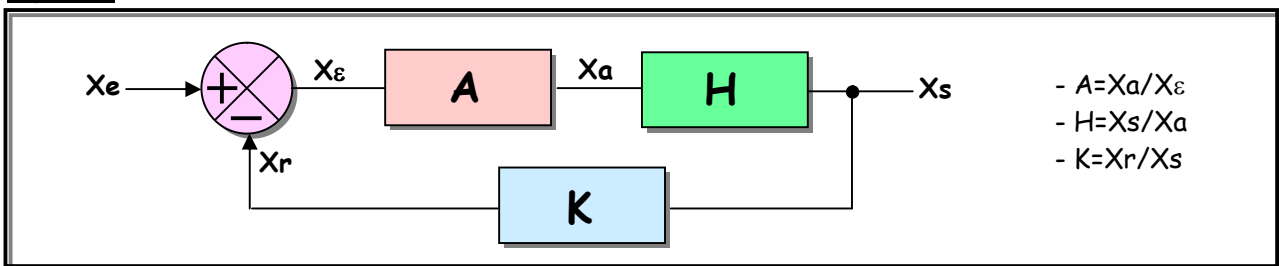 Xe
+
−
Xε
A
Xa
H
Xs
Xr
K
- A=Xa/Xε
- H=Xs/Xa
- K=Xr/Xs